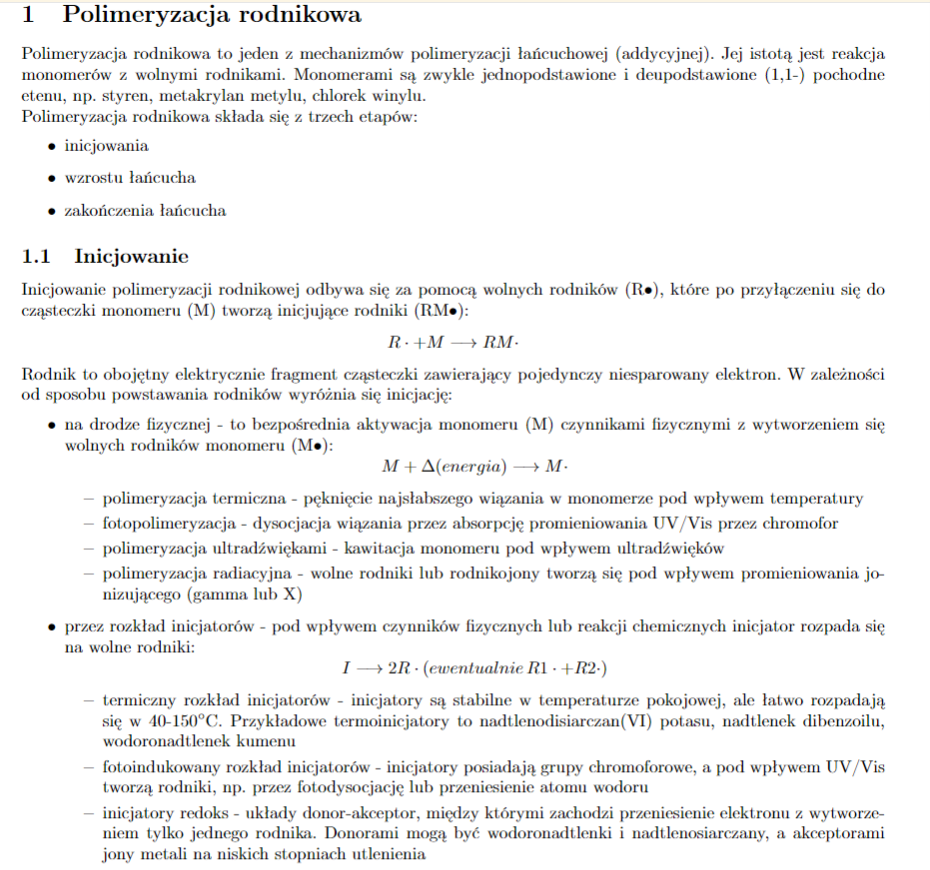 1 Polimeryzacja rodnikowa
Polimeryzacja rodnikowa to jeden z mechanizmów polimeryzacji łańcuchowej (addycyjnej). Jej istotą jest reakcja
monomerów z wolnymi rodnikami. Monomerami są zwykle jednopodstawione i deupodstawione (1,1-) pochodne
etenu, np. styren, metakrylan metylu, chlorek winylu.
Polimeryzacja rodnikowa składa się z trzech etapów:
• inicjowania
• wzrostu łańcucha
• zakończenia łańcucha
1.1 Inicjowanie
Inicjowanie polimeryzacji rodnikowej odbywa się za pomocą wolnych rodników (R●), które po przyłączeniu się do
cząsteczki monomeru (M) tworzą inicjujące rodniki (RM●):
R · +M ⟶ RM·
Rodnik to obojętny elektrycznie fragment cząsteczki zawierający pojedynczy niesparowany elektron. W zależności
od sposobu powstawania rodników wyróżnia się inicjację:
• na drodze fizycznej - to bezpośrednia aktywacja monomeru (M) czynnikami fizycznymi z wytworzeniem się
wolnych rodników monomeru (M●):
M + Δ(energia) ⟶ M·
– polimeryzacja termiczna - pęknięcie najsłabszego wiązania w monomerze pod wpływem temperatury
– fotopolimeryzacja - dysocjacja wiązania przez absorpcję promieniowania UV/Vis przez chromofor
– polimeryzacja ultradźwiękami - kawitacja monomeru pod wpływem ultradźwięków
– polimeryzacja radiacyjna - wolne rodniki lub rodnikojony tworzą się pod wpływem promieniowania jo-
nizującego (gamma lub X)
• przez rozkład inicjatorów - pod wpływem czynników fizycznych lub reakcji chemicznych inicjator rozpada się
na wolne rodniki:
I ⟶ 2R · (ewentualnie R1 · +R2·)
– termiczny rozkład inicjatorów - inicjatory są stabilne w temperaturze pokojowej, ale łatwo rozpadają
się w 40-150°C. Przykładowe termoinicjatory to nadtlenodisiarczan(VI) potasu, nadtlenek dibenzoilu,
wodoronadtlenek kumenu
– fotoindukowany rozkład inicjatorów - inicjatory posiadają grupy chromoforowe, a pod wpływem UV/Vis
tworzą rodniki, np. przez fotodysocjację lub przeniesienie atomu wodoru
– inicjatory redoks - układy donor-akceptor, między którymi zachodzi przeniesienie elektronu z wytworze-
niem tylko jednego rodnika. Donorami mogą być wodoronadtlenki i nadtlenosiarczany, a akceptorami
jony metali na niskich stopniach utlenienia